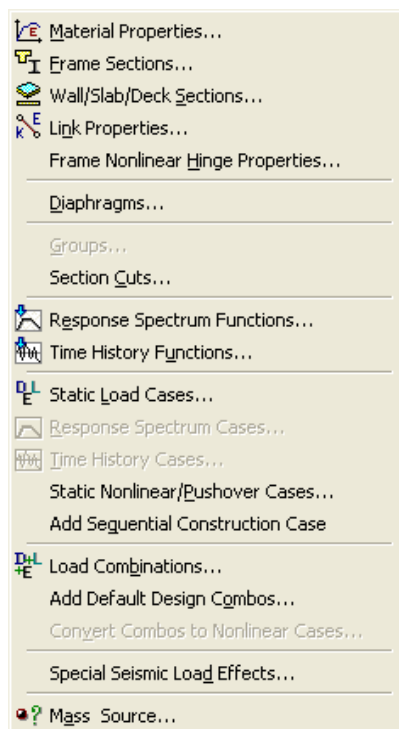 Material Properties...
Frame Sections...
Wall/Slab/Deck Sections...
Link Properties...
Frame Nonlinear Hinge Properties...
Diaphragms...
Groups...
Section Cuts...
Response Spectrum Functions...
Time History Functions...
Static Load Cases...
Response Spectrum Cases...
Time History Cases...
Static Nonlinear/Pushover Cases...
Add Sequential Construction Case
Load Combinations...
Add Default Design Combos...
Convert Combos to Nonlinear Cases...
Special Seismic Load Effects...
Mass  Source...